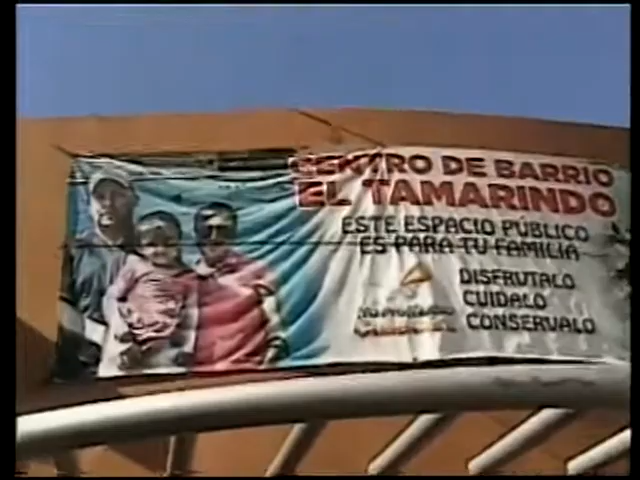 CENTRO DE BARRIO
EL TAMARINDO
ESTE ESPACIO PÚBLICO
ES PARA TU FAMILIA
DISFRUTALO
CUIDALO
CONSERVALO